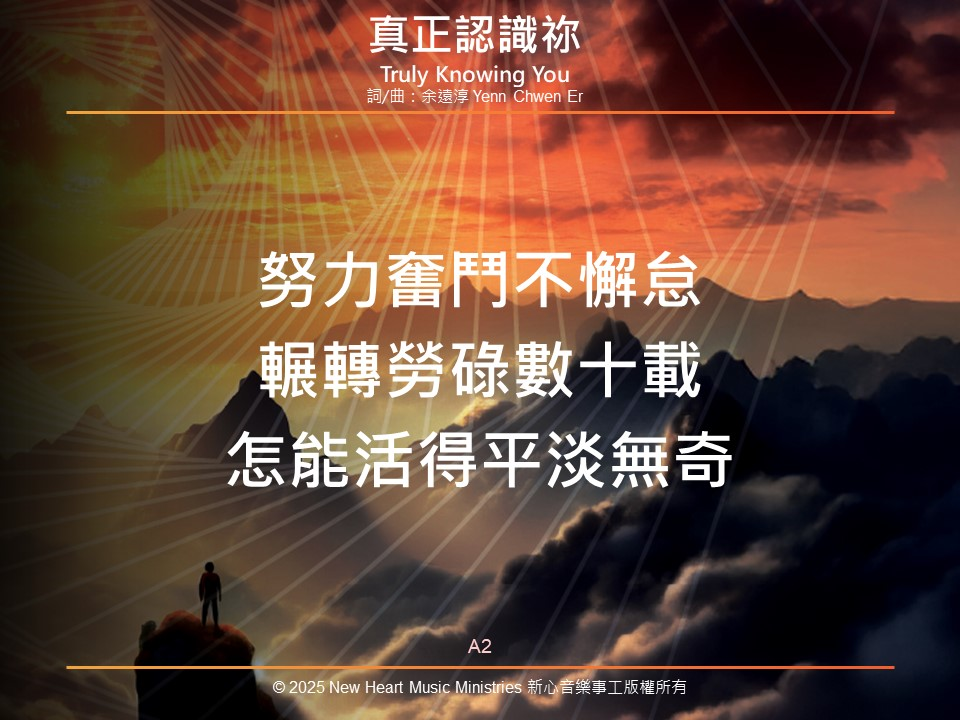 真正認識祢
Truly Knowing You
詞/曲：余遠淳 Yenn Chwen Er
努力奮鬥不懈怠
輾轉勞碌數十載
怎能活得平淡無奇
A2
© 2025 New Heart Music Ministries 新心音樂事工版權所有